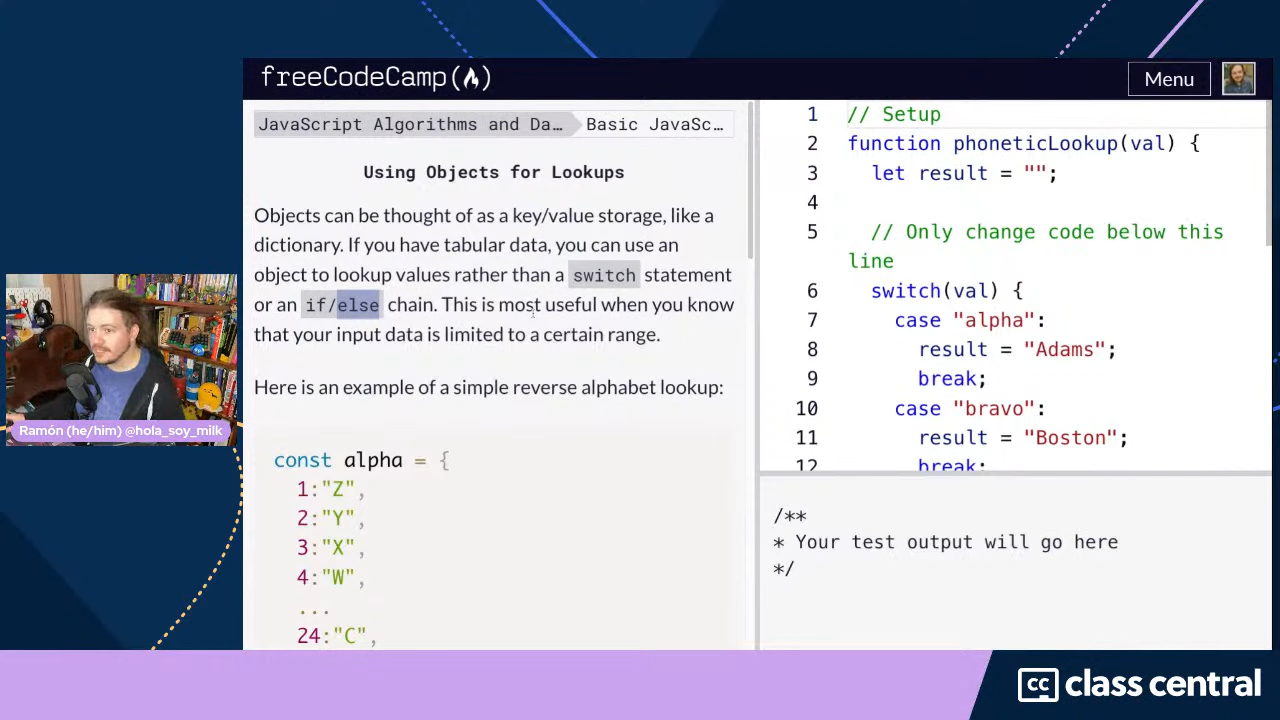 freeCodeCamp
Menu
JavaScript Algorithms and Da…
Basic JavaSc…
Using Objects for Lookups
Objects can be thought of as a key/value storage, like a
dictionary. If you have tabular data, you can use an
object to lookup values rather than a switch statement
or an if/else chain. This is most useful when you know
that your input data is limited to a certain range.
Here is an example of a simple reverse alphabet lookup:
const alpha = {
1:"Z",
2:"Y",
3:"X",
4:"W",
...
24:"C",
1 // Setup
2 function phoneticLookup(val) {
3 let result = "";
4
5 // Only change code below this
line
6 switch(val) {
7 case "alpha":
8 result = "Adams";
9 break;
10 case "bravo":
11 result = "Boston";
12 break;
/**
* Your test output will go here
*/
Ramón (he/him) @hola_soy_milk
cc class central